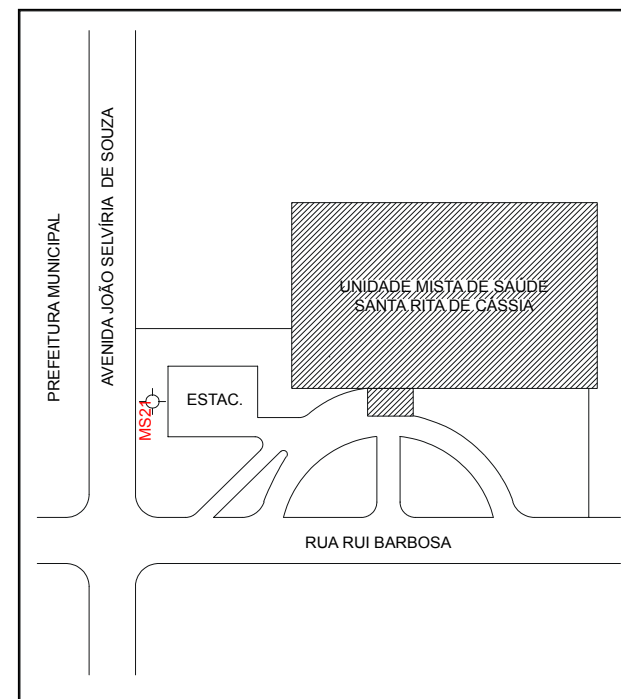 PREFEITURA MUNICIPAL
AVENIDA JOÃO SELVÍRIA DE SOUZA
UNIDADE MISTA DE SAÚDE
SANTA RITA DE CÁSSIA
MS21
ESTAC.
RUA RUI BARBOSA